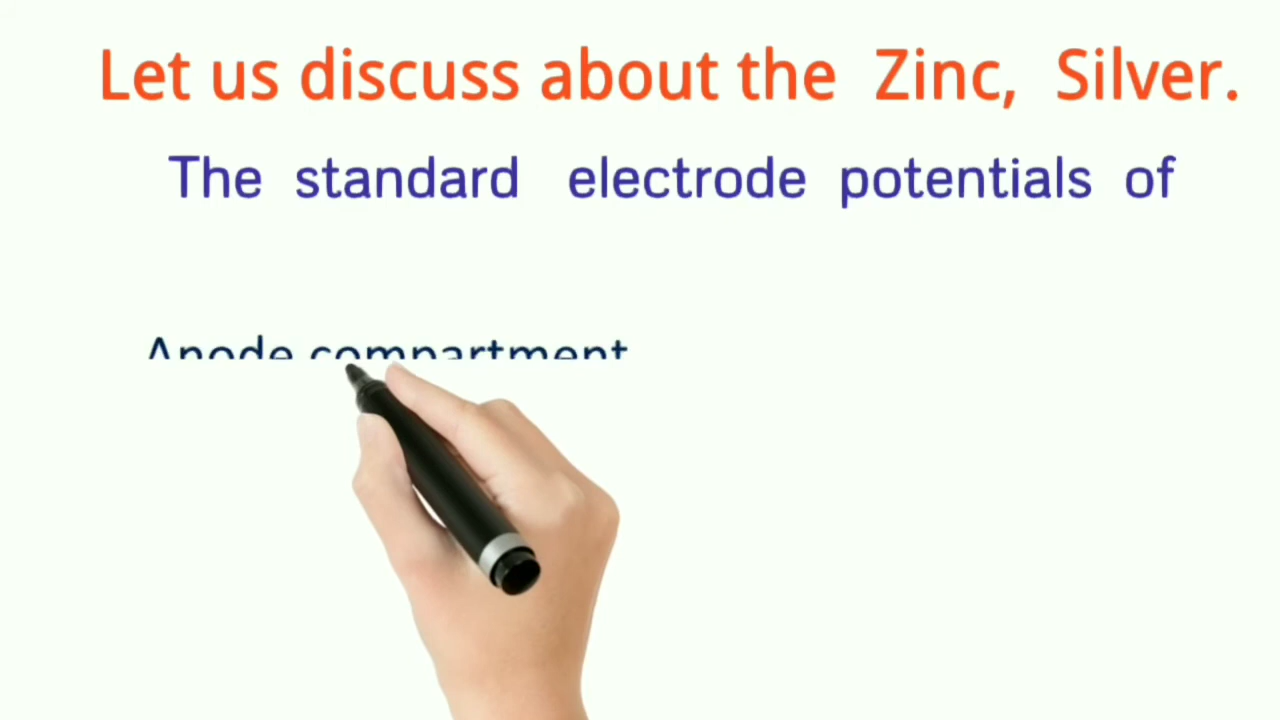 Let us discuss about the Zinc, Silver.
The standard electrode potentials of
Anode compartment